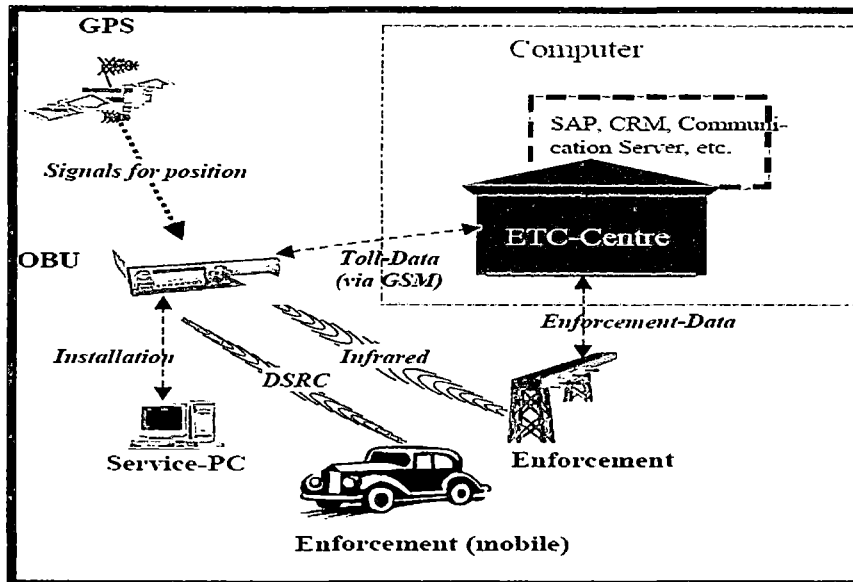 GPS
Computer
SAP, CRM, Communi-
cation Server, etc.
Signals for position
ETC-Centre
OBU
Toll-Data
(via GSM)
Enforcement-Data
Installation
Infrared
DSRC
Service-PC
Enforcement
Enforcement (mobile)